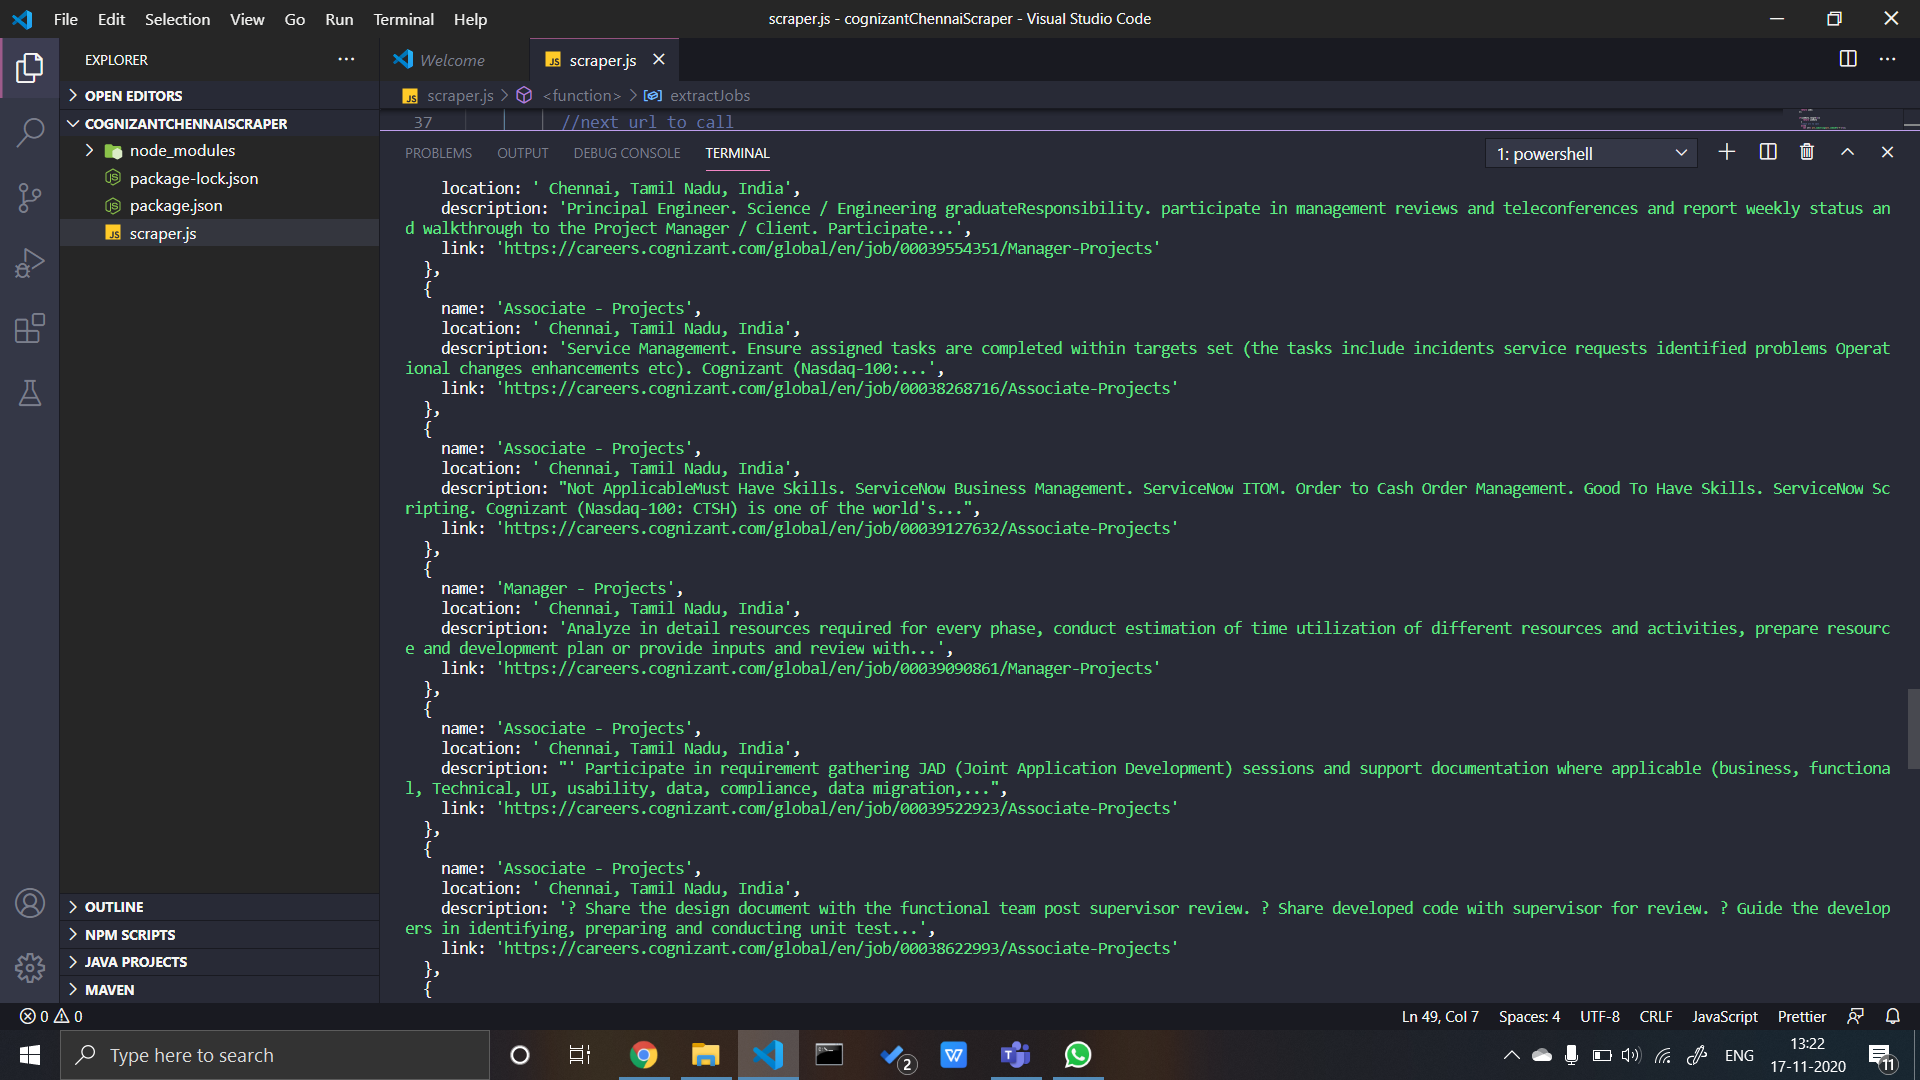 File Edit Selection View Go Run Terminal Help
scraper.js - cognizantChennaiScraper - Visual Studio Code
EXPLORER
OPEN EDITORS
COGNIZANTCHENNAISCRAPER
node_modules
package-lock.json
package.json
JS scraper.js
OUTLINE
NPM SCRIPTS
JAVA PROJECTS
MAVEN
Welcome
JS scraper.js
JS scraper.js > <function> > extractJobs
37 //next url to call
PROBLEMS OUTPUT DEBUG CONSOLE TERMINAL
1: powershell
location: ' Chennai, Tamil Nadu, India',
description: 'Principal Engineer. Science / Engineering graduateResponsibility. participate in management reviews and teleconferences and report weekly status an
d walkthrough to the Project Manager / Client. Participate...',
link: 'https://careers.cognizant.com/global/en/job/00039554351/Manager-Projects'
},
{
name: 'Associate - Projects',
location: ' Chennai, Tamil Nadu, India',
description: 'Service Management. Ensure assigned tasks are completed within targets set (the tasks include incidents service requests identified problems Operat
ional changes enhancements etc). Cognizant (Nasdaq-100:...',
link: 'https://careers.cognizant.com/global/en/job/00038268716/Associate-Projects'
},
{
name: 'Associate - Projects',
location: ' Chennai, Tamil Nadu, India',
description: "Not ApplicableMust Have Skills. ServiceNow Business Management. ServiceNow ITOM. Order to Cash Order Management. Good To Have Skills. ServiceNow Sc
ripting. Cognizant (Nasdaq-100: CTSH) is one of the world's...",
link: 'https://careers.cognizant.com/global/en/job/00039127632/Associate-Projects'
},
{
name: 'Manager - Projects',
location: ' Chennai, Tamil Nadu, India',
description: 'Analyze in detail resources required for every phase, conduct estimation of time utilization of different resources and activities, prepare resourc
e and development plan or provide inputs and review with...',
link: 'https://careers.cognizant.com/global/en/job/00039090861/Manager-Projects'
},
{
name: 'Associate - Projects',
location: ' Chennai, Tamil Nadu, India',
description: "' Participate in requirement gathering JAD (Joint Application Development) sessions and support documentation where applicable (business, functiona
l, Technical, UI, usability, data, compliance, data migration,...",
link: 'https://careers.cognizant.com/global/en/job/00039522923/Associate-Projects'
},
{
name: 'Associate - Projects',
location: ' Chennai, Tamil Nadu, India',
description: '? Share the design document with the functional team post supervisor review. ? Share developed code with supervisor for review. ? Guide the develop
ers in identifying, preparing and conducting unit test...',
link: 'https://careers.cognizant.com/global/en/job/00038622993/Associate-Projects'
},
{
0 0
Ln 49, Col 7 Spaces: 4 UTF-8 CRLF JavaScript Prettier
Type here to search
2
W
ENG
13:22
17-11-2020
11